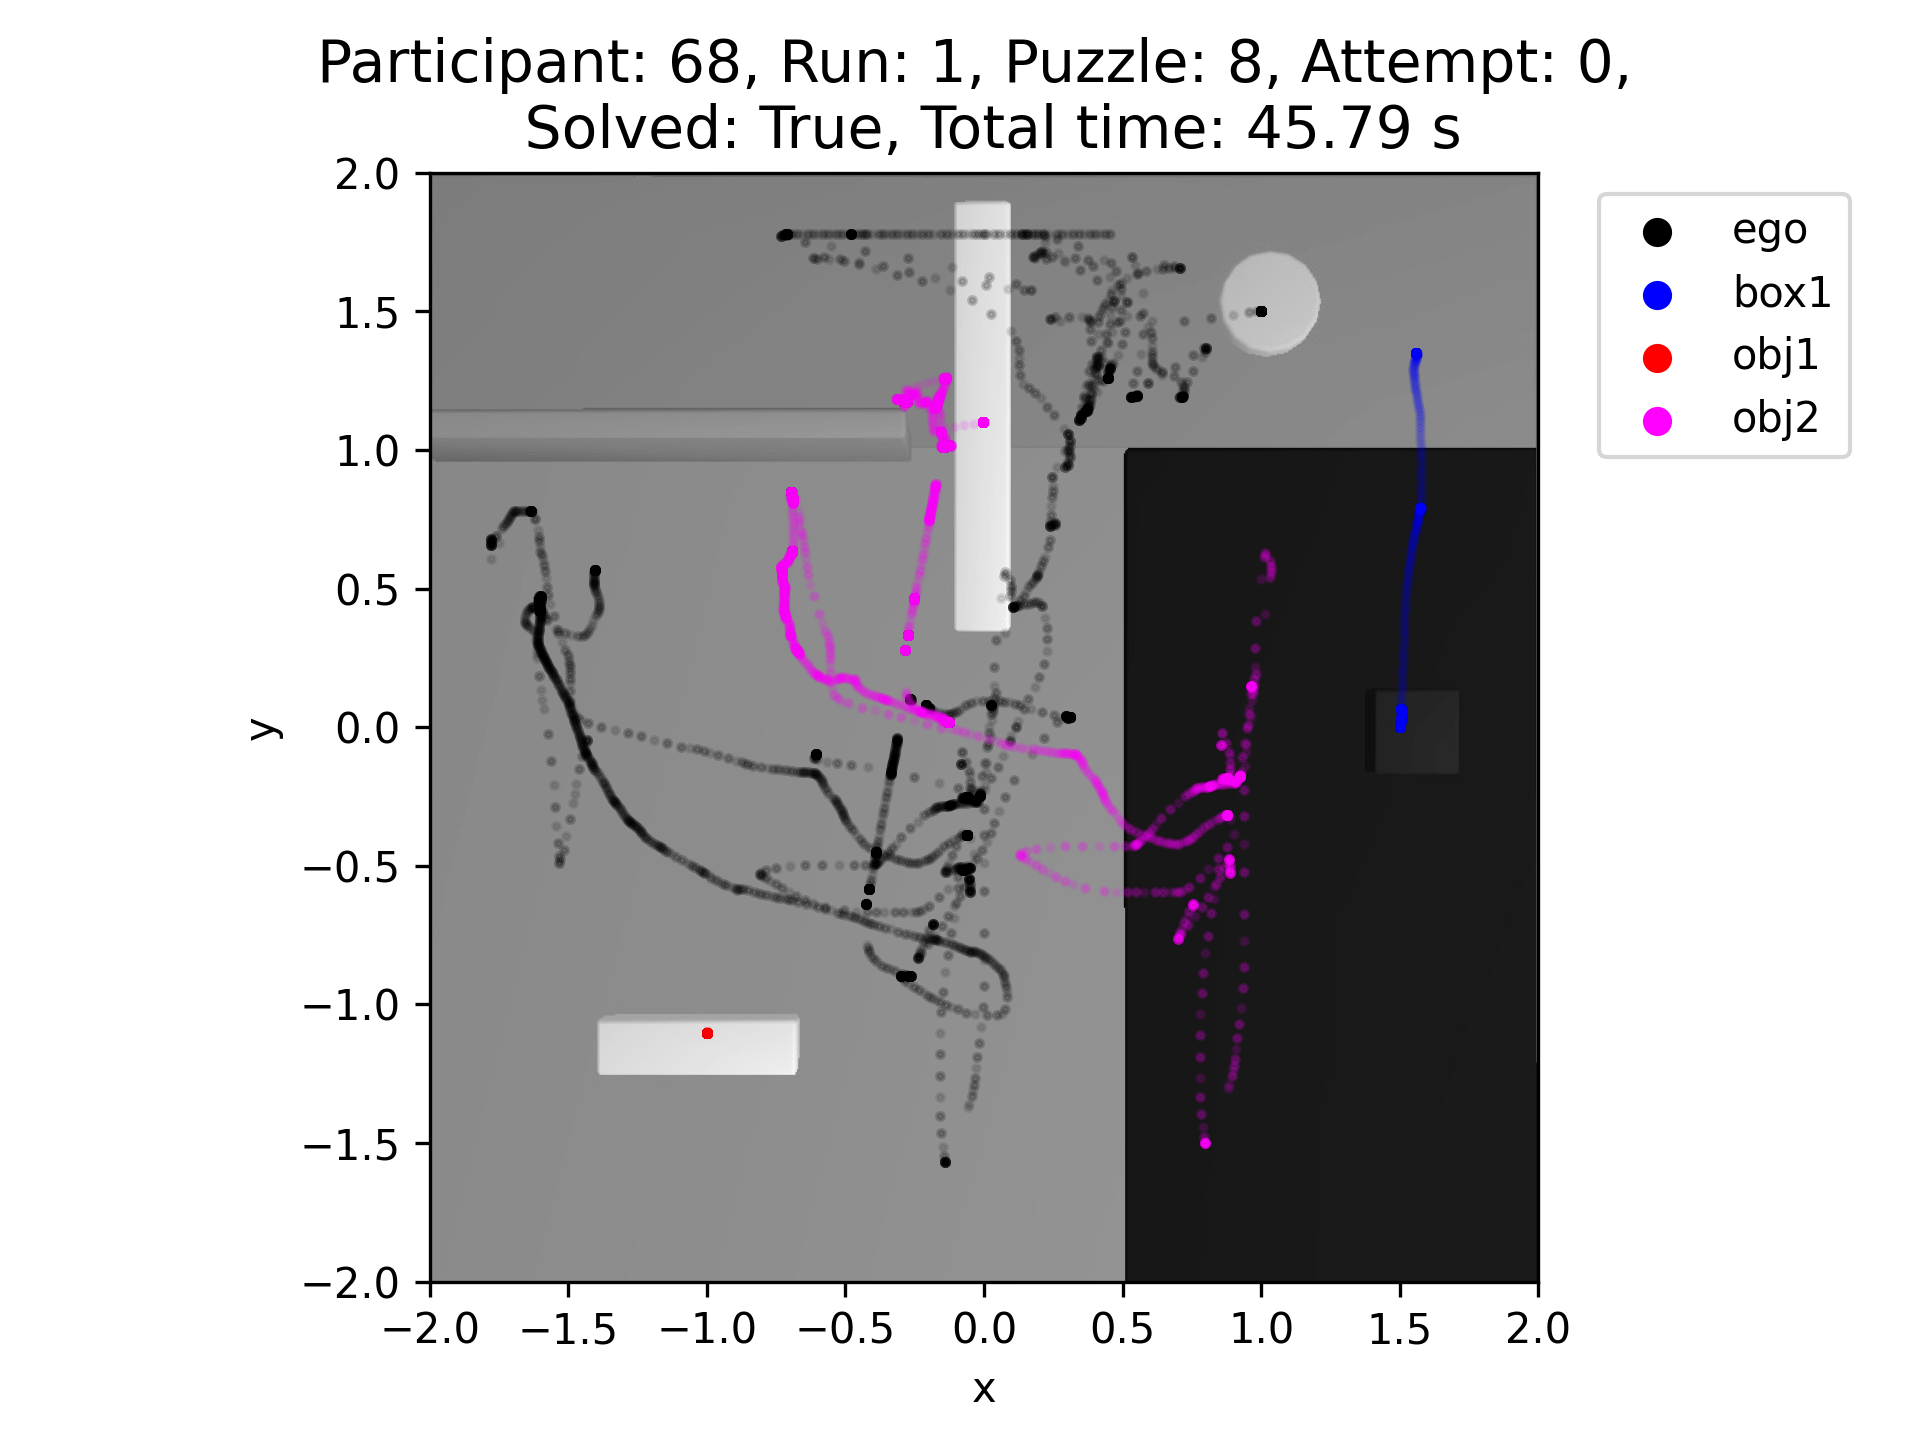 Participant: 68, Run: 1, Puzzle: 8, Attempt: 0,
Solved: True, Total time: 45.79 s
2.0
1.5
1.0
0.5
0.0
−0.5
−1.0
−1.5
−2.0
y
−2.0 −1.5 −1.0 −0.5 0.0 0.5 1.0 1.5 2.0
x
ego
box1
obj1
obj2